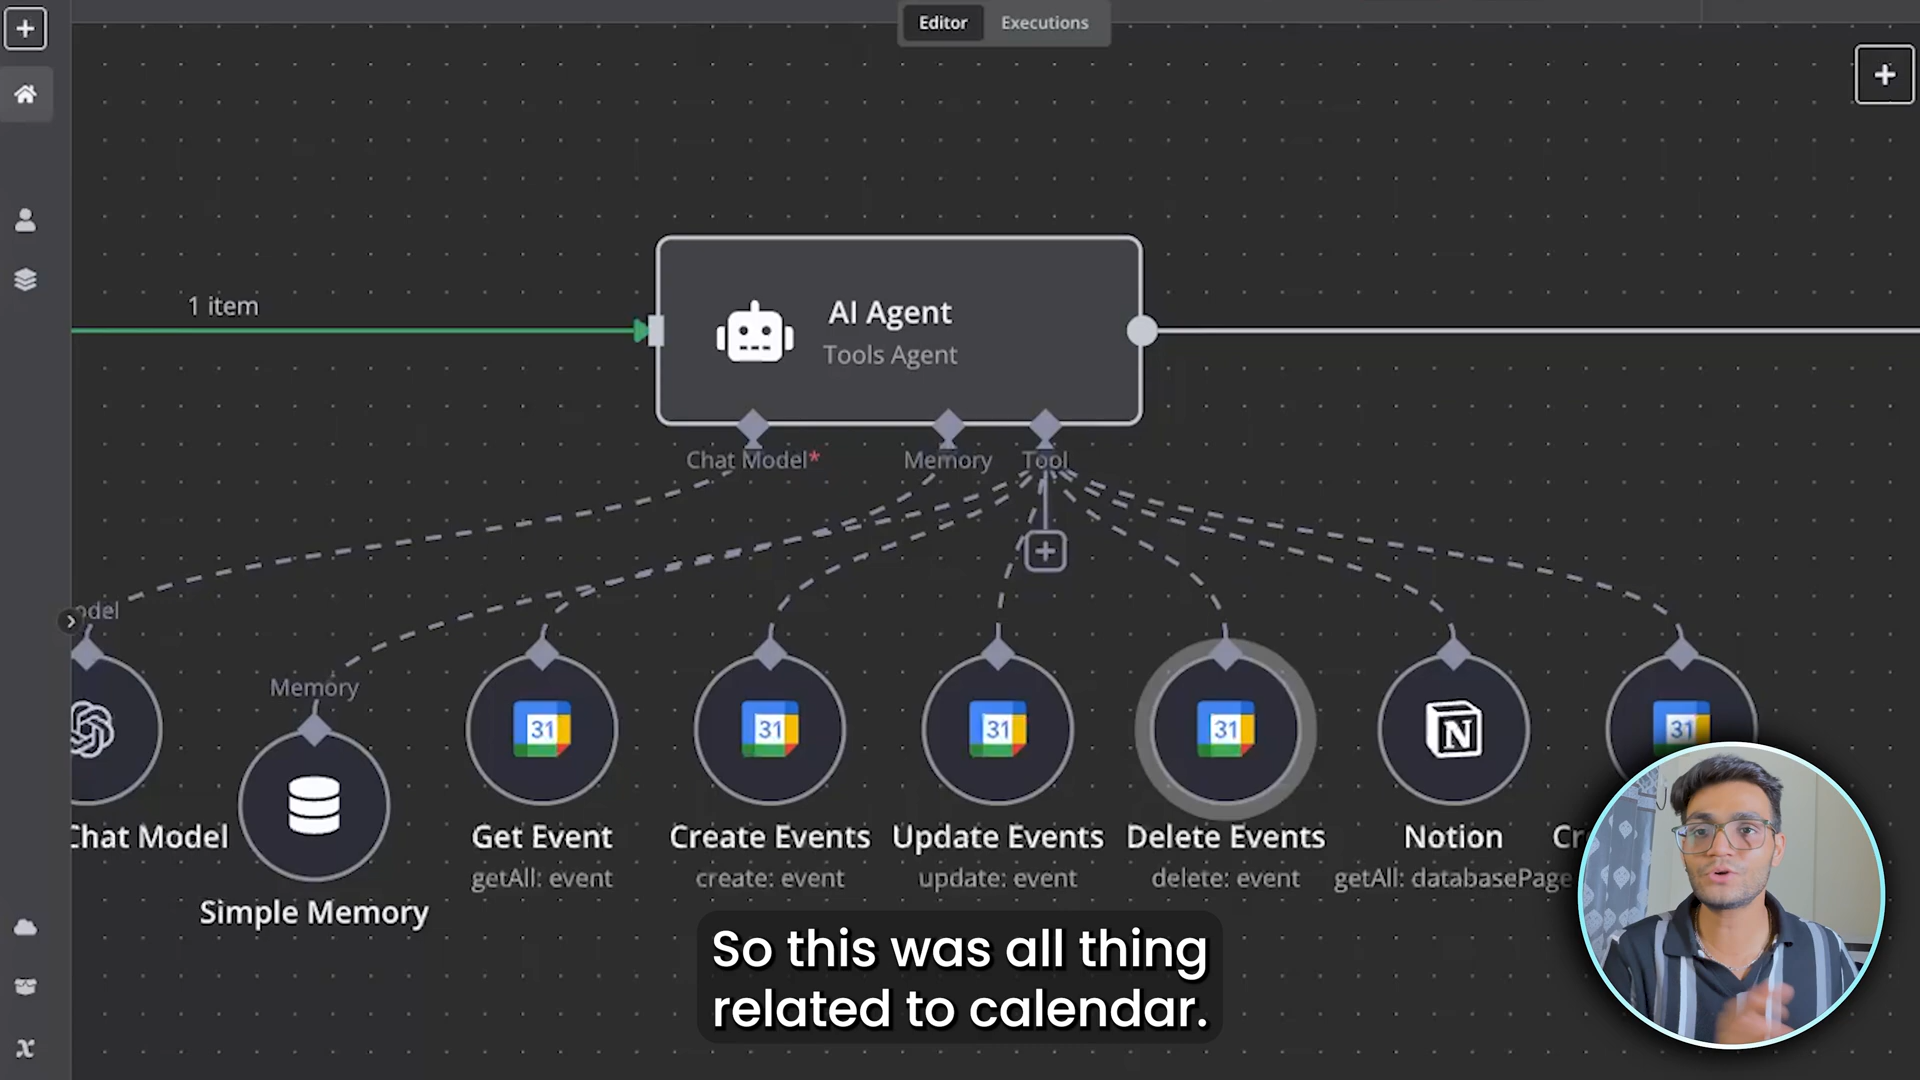 Editor Executions
1 item
AI Agent
Tools Agent
Chat Model* Memory Tool
odel
Memory
31 31 31 31 N 31
Chat Model Get Event Create Events Update Events Delete Events Notion
getAll: event create: event update: event delete: event getAll: databasePage
Simple Memory
So this was all thing
related to calendar.